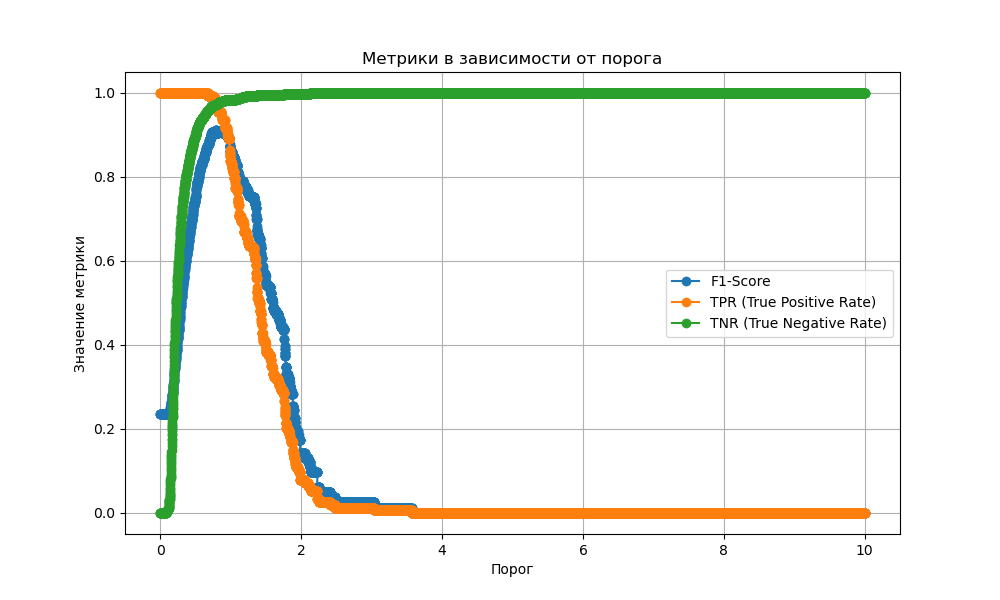 Метрики в зависимости от порога
1.0
0.8
0.6
0.4
0.2
0.0
Значение метрики
F1-Score
TPR (True Positive Rate)
TNR (True Negative Rate)
0 2 4 6 8 10
Порог